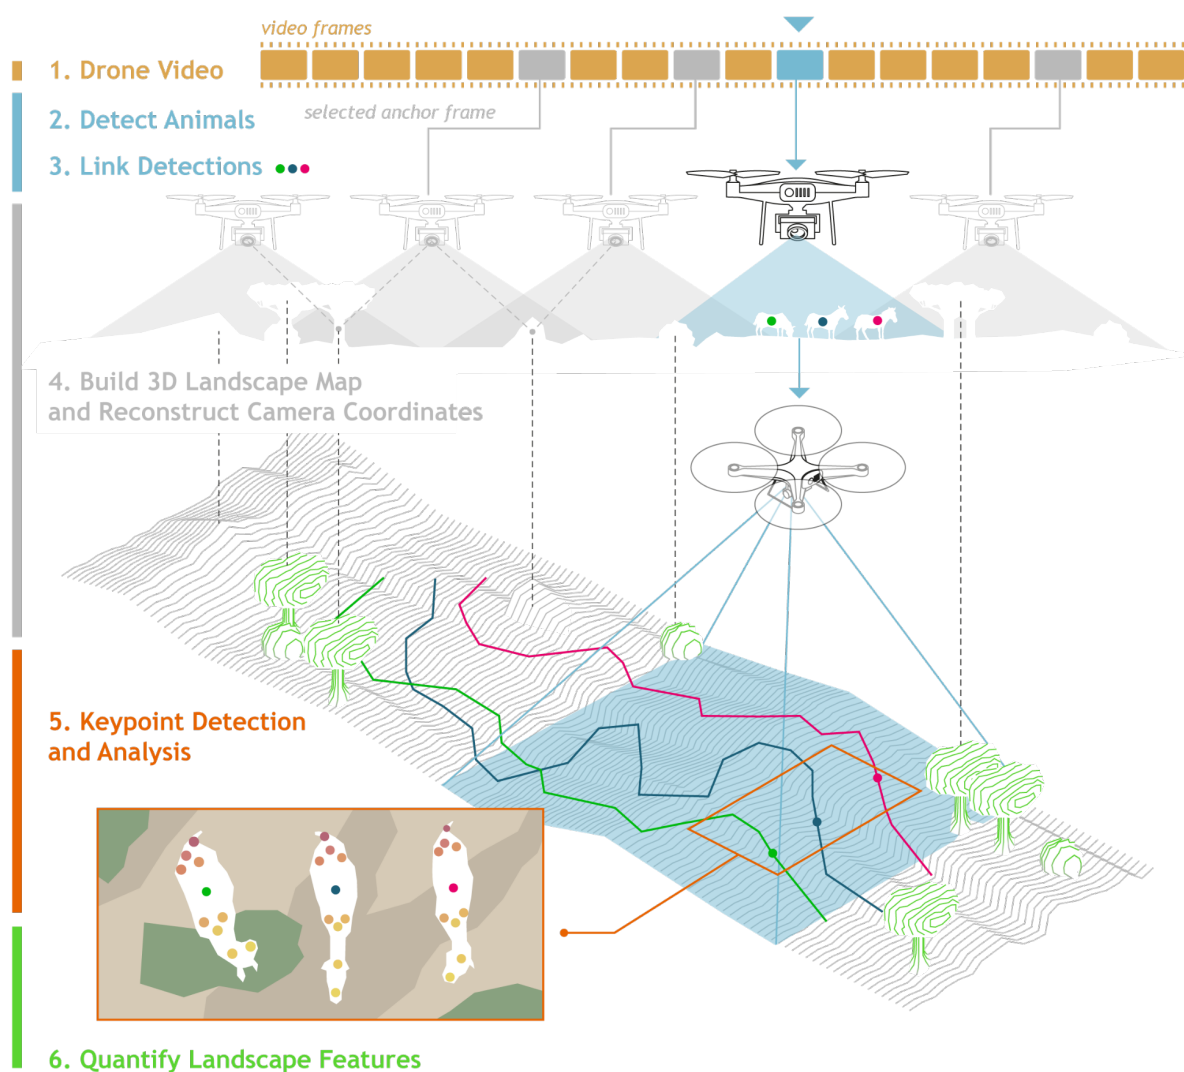 video frames
1. Drone Video
selected anchor frame
2. Detect Animals
3. Link Detections
4. Build 3D Landscape Map
and Reconstruct Camera Coordinates
5. Keypoint Detection
and Analysis
6. Quantify Landscape Features